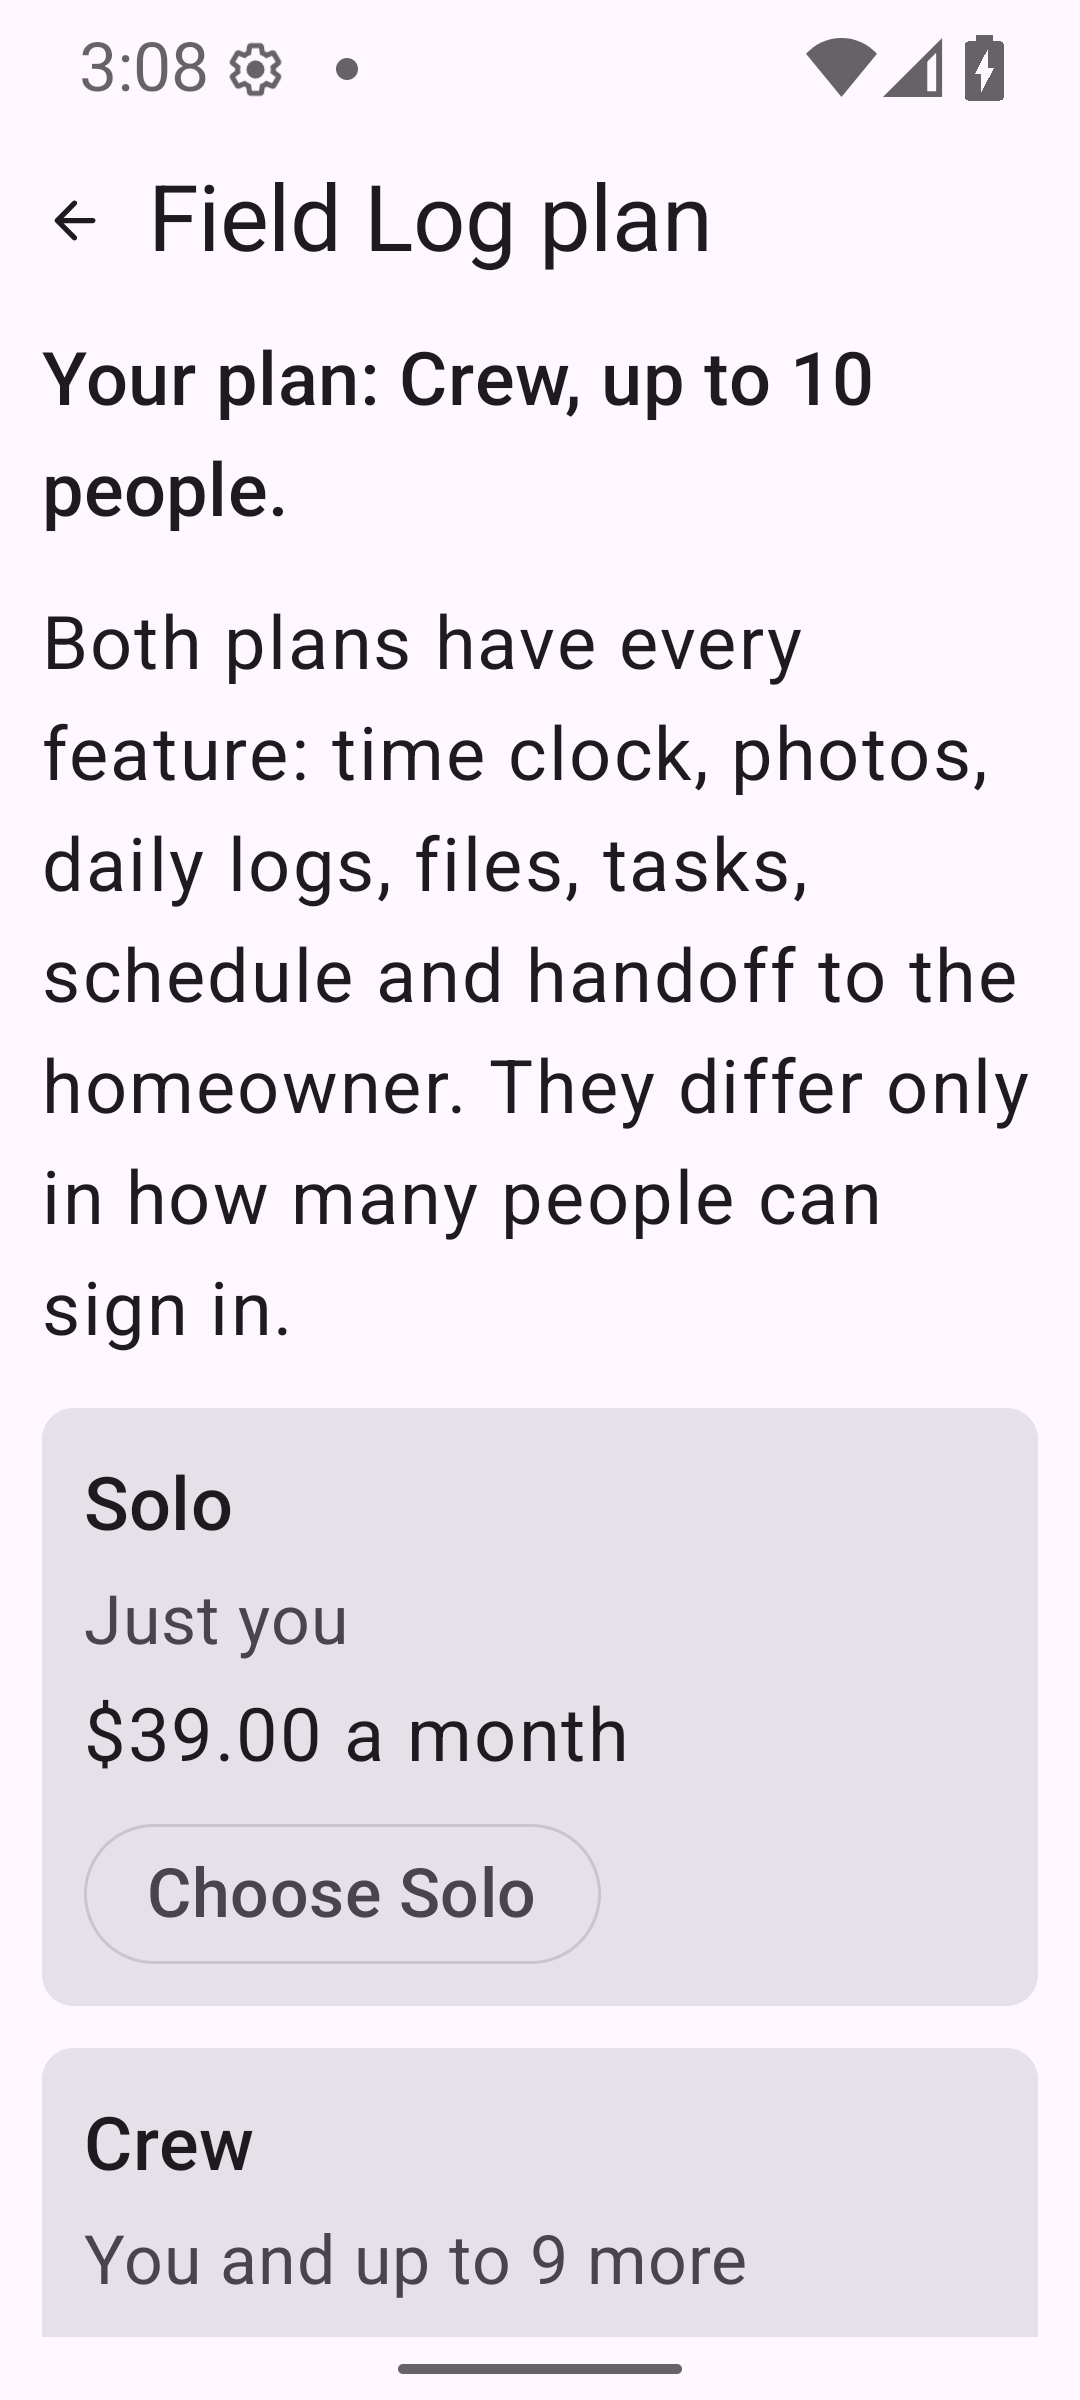 3:08
Field Log plan
Your plan: Crew, up to 10
people.
Both plans have every
feature: time clock, photos,
daily logs, files, tasks,
schedule and handoff to the
homeowner. They differ only
in how many people can
sign in.
Solo
Just you
$39.00 a month
Choose Solo
Crew
You and up to 9 more